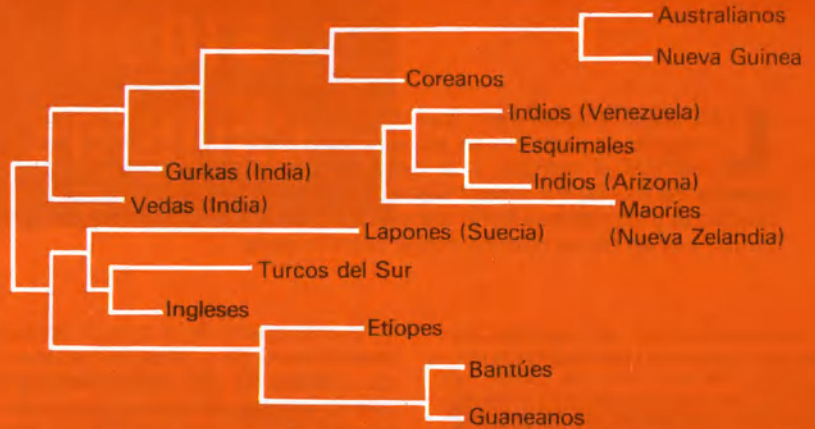 Australianos
Nueva Guinea
Coreanos
Indios (Venezuela)
Esquimales
Gurkas (India)
Indios (Arizona)
Vedas (India)
Maoríes
(Nueva Zelandia)
Lapones (Suecia)
Turcos del Sur
Ingleses
Etíopes
Bantúes
Guaneanos